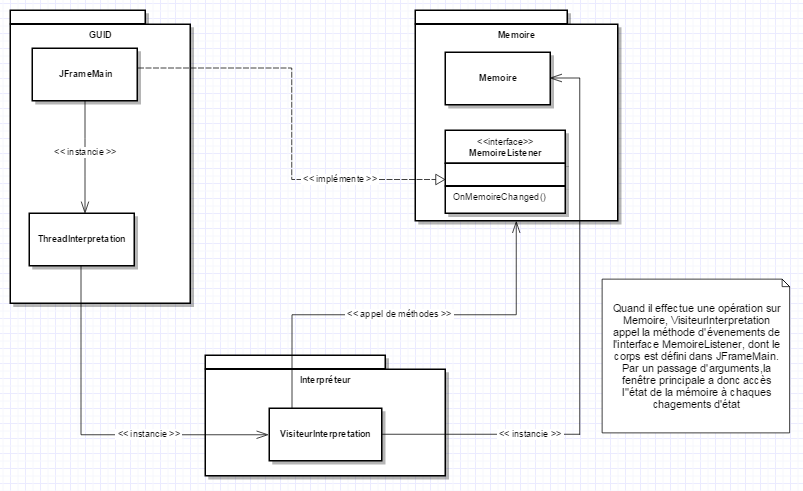 GUID
JFrameMain
<< instancie >>
ThreadInterpretation
Memoire
Memoire
<<interface>>
MemoireListener
OnMemoireChanged()
<< implémente >>
<< appel de méthodes >>
Interpréteur
VisiteurInterpretation
<< instancie >>
<< instancie >>
Quand il effectue une opération sur
Memoire, VisiteurInterpretation
appel la méthode d'évenements de
l'interface MemoireListener, dont le
corps est défini dans JFrameMain.
Par un passage d'arguments,la
fenêtre principale a donc accès
l''état de la mémoire à chaques
chagements d'état